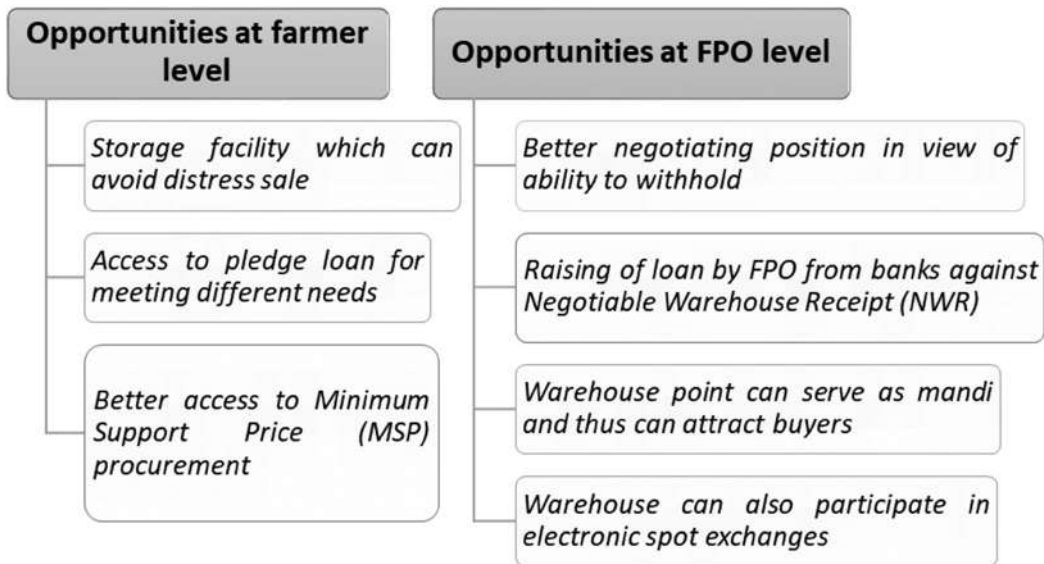 Opportunities at farmer
level
Storage facility which can
avoid distress sale
Access to pledge loan for
meeting different needs
Better access to Minimum
Support Price (MSP)
procurement
Opportunities at FPO level
Better negotiating position in view of
ability to withhold
Raising of loan by FPO from banks against
Negotiable Warehouse Receipt (NWR)
Warehouse point can serve as mandi
and thus can attract buyers
Warehouse can also participate in
electronic spot exchanges